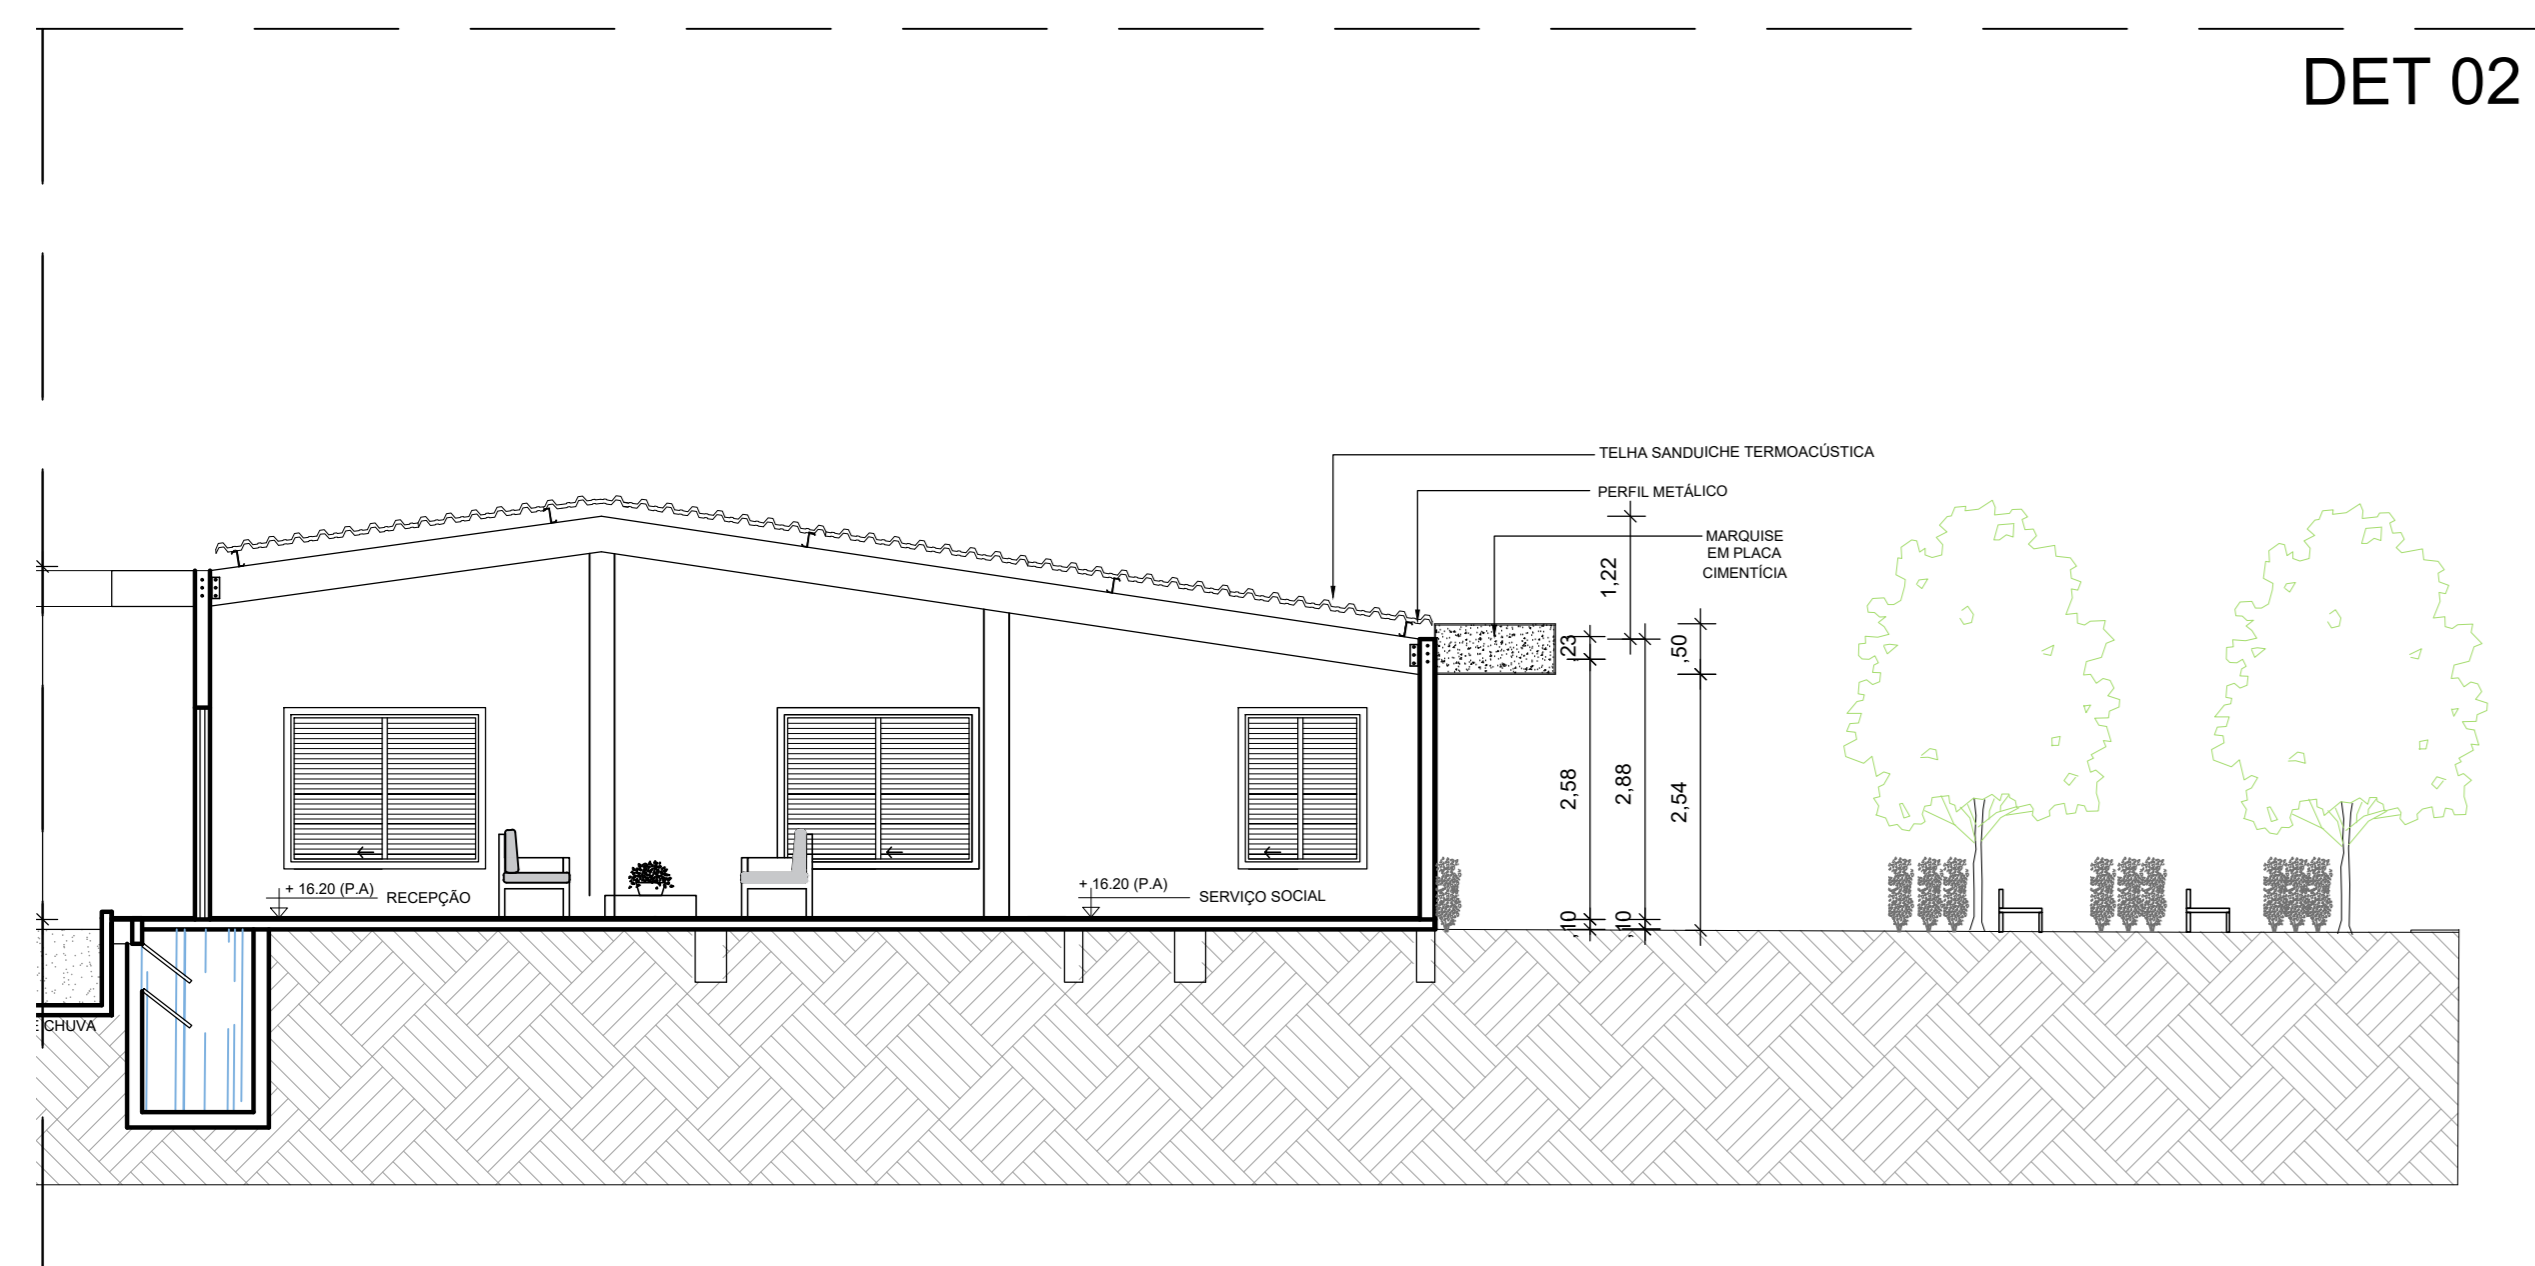 DET 02
TELHA SANDUICHE TERMOACÚSTICA
PERFIL METÁLICO
MARQUISE
EM PLACA
CIMENTÍCIA
1,22
,23
,50
2,58
2,88
2,54
,10
,10
+ 16.20 (P.A)
RECEPÇÃO
+ 16.20 (P.A)
SERVIÇO SOCIAL
E CHUVA